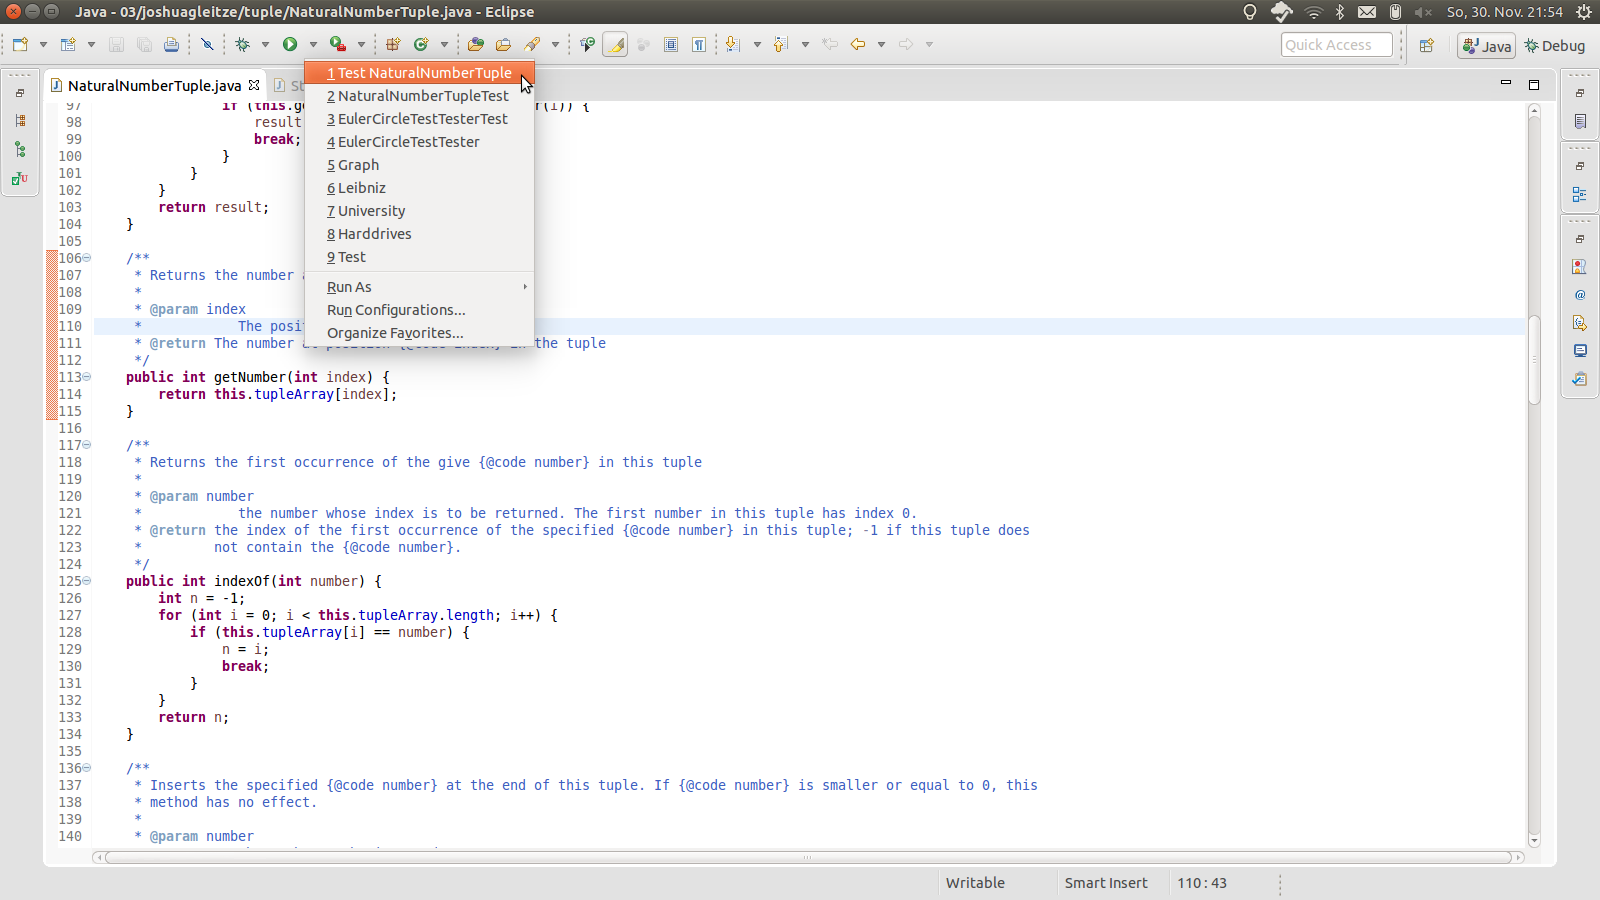 Java - 03/joshuagleitze/tuple/NaturalNumberTuple.java - Eclipse
So, 30. Nov. 21:54
Quick Access
Java
Debug
NaturalNumberTuple.java
1 Test NaturalNumberTuple
2 NaturalNumberTupleTest
3 EulerCircleTestTesterTest
4 EulerCircleTestTester
5 Graph
6 Leibniz
7 University
8 Harddrives
9 Test
Run As
Run Configurations...
Organize Favorites...
97 if (this.g r(i)) {
98 result
99 break;
100 }
101 }
102 }
103 return result;
104 }
105
106 /**
107 * Returns the number
108 *
109 * @param index
110 * The posit
111 * @return The number the tuple
112 */
113 public int getNumber(int index) {
114 return this.tupleArray[index];
115 }
116
117 /**
118 * Returns the first occurrence of the give {@code number} in this tuple
119 *
120 * @param number
121 * the number whose index is to be returned. The first number in this tuple has index 0.
122 * @return the index of the first occurrence of the specified {@code number} in this tuple; -1 if this tuple does
123 * not contain the {@code number}.
124 */
125 public int indexOf(int number) {
126 int n = -1;
127 for (int i = 0; i < this.tupleArray.length; i++) {
128 if (this.tupleArray[i] == number) {
129 n = i;
130 break;
131 }
132 }
133 return n;
134 }
135
136 /**
137 * Inserts the specified {@code number} at the end of this tuple. If {@code number} is smaller or equal to 0, this
138 * method has no effect.
139 *
140 * @param number
Writable
Smart Insert
110 : 43